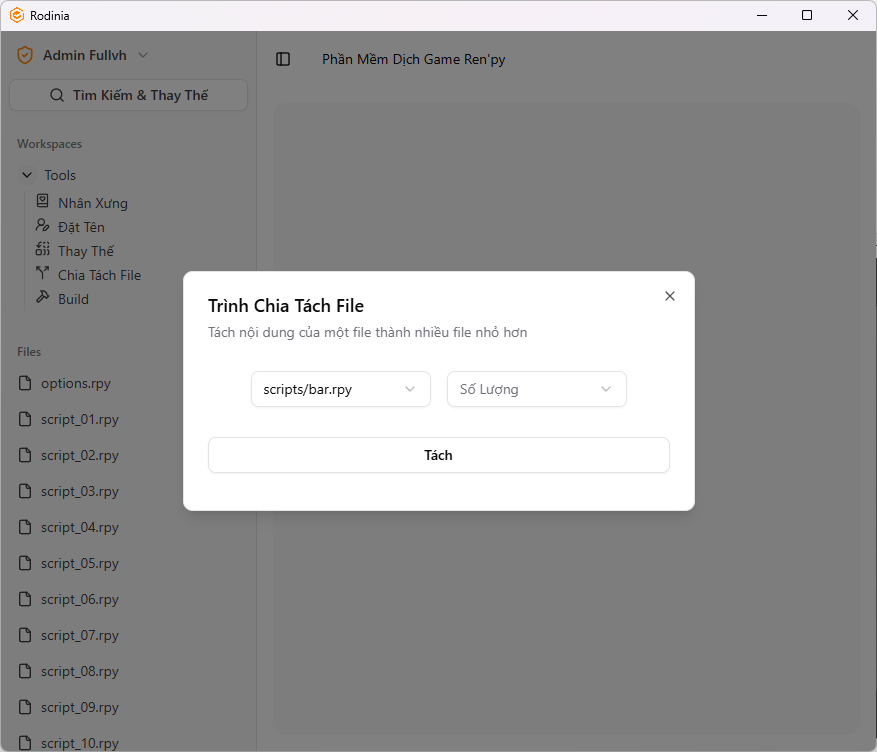 Rodinia
Admin Fullvh
Tìm Kiếm & Thay Thế
Workspaces
Tools
Nhân Xưng
Đặt Tên
Thay Thế
Chia Tách File
Build
Files
options.rpy
script_01.rpy
script_02.rpy
script_03.rpy
script_04.rpy
script_05.rpy
script_06.rpy
script_07.rpy
script_08.rpy
script_09.rpy
script_10.rpy
Phần Mềm Dịch Game Ren'py
Trình Chia Tách File
Tách nội dung của một file thành nhiều file nhỏ hơn
scripts/bar.rpy
Số Lượng
Tách